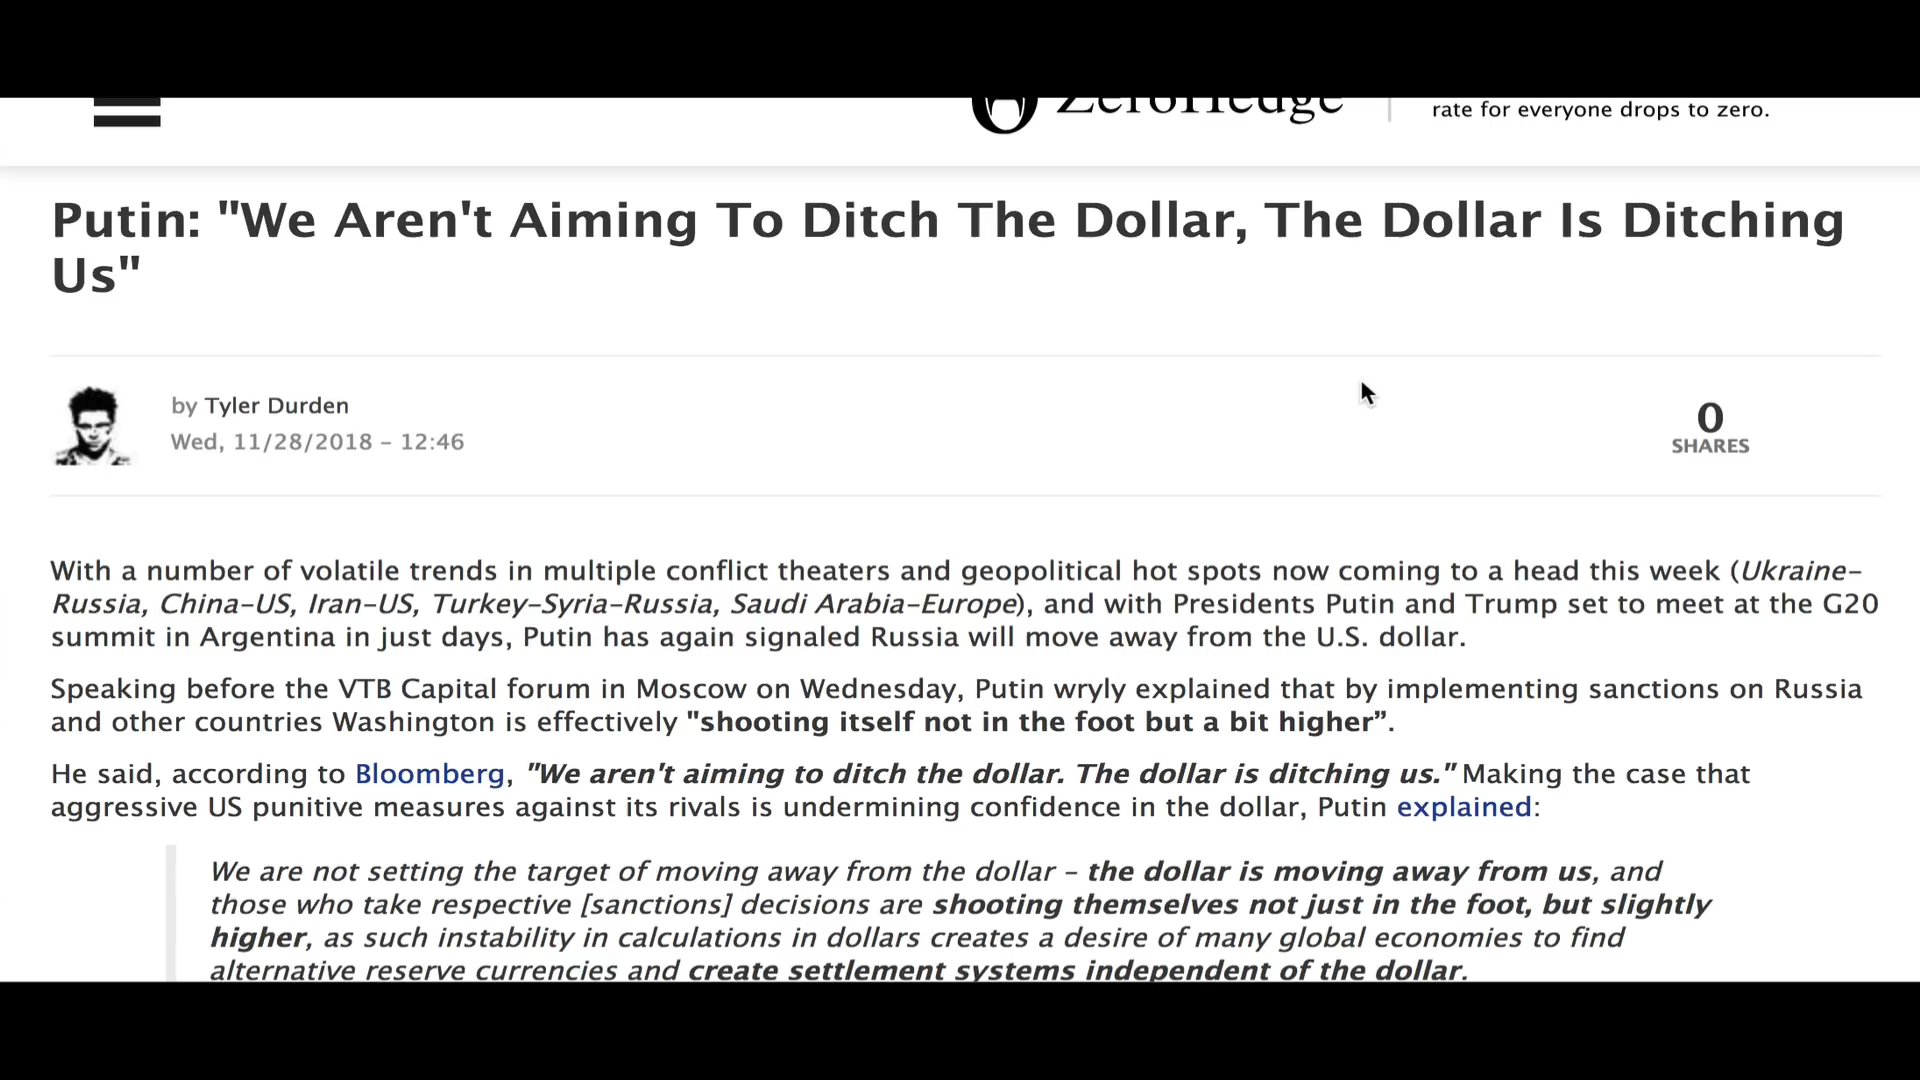 ZeroHedge
rate for everyone drops to zero.
Putin: "We Aren't Aiming To Ditch The Dollar, The Dollar Is Ditching
Us"
by Tyler Durden
Wed, 11/28/2018 – 12:46
0
SHARES
With a number of volatile trends in multiple conflict theaters and geopolitical hot spots now coming to a head this week (Ukraine–
Russia, China–US, Iran–US, Turkey–Syria–Russia, Saudi Arabia–Europe), and with Presidents Putin and Trump set to meet at the G20
summit in Argentina in just days, Putin has again signaled Russia will move away from the U.S. dollar.
Speaking before the VTB Capital forum in Moscow on Wednesday, Putin wryly explained that by implementing sanctions on Russia
and other countries Washington is effectively "shooting itself not in the foot but a bit higher”.
He said, according to Bloomberg, "We aren't aiming to ditch the dollar. The dollar is ditching us." Making the case that
aggressive US punitive measures against its rivals is undermining confidence in the dollar, Putin explained:
We are not setting the target of moving away from the dollar – the dollar is moving away from us, and
those who take respective [sanctions] decisions are shooting themselves not just in the foot, but slightly
higher, as such instability in calculations in dollars creates a desire of many global economies to find
alternative reserve currencies and create settlement systems independent of the dollar.